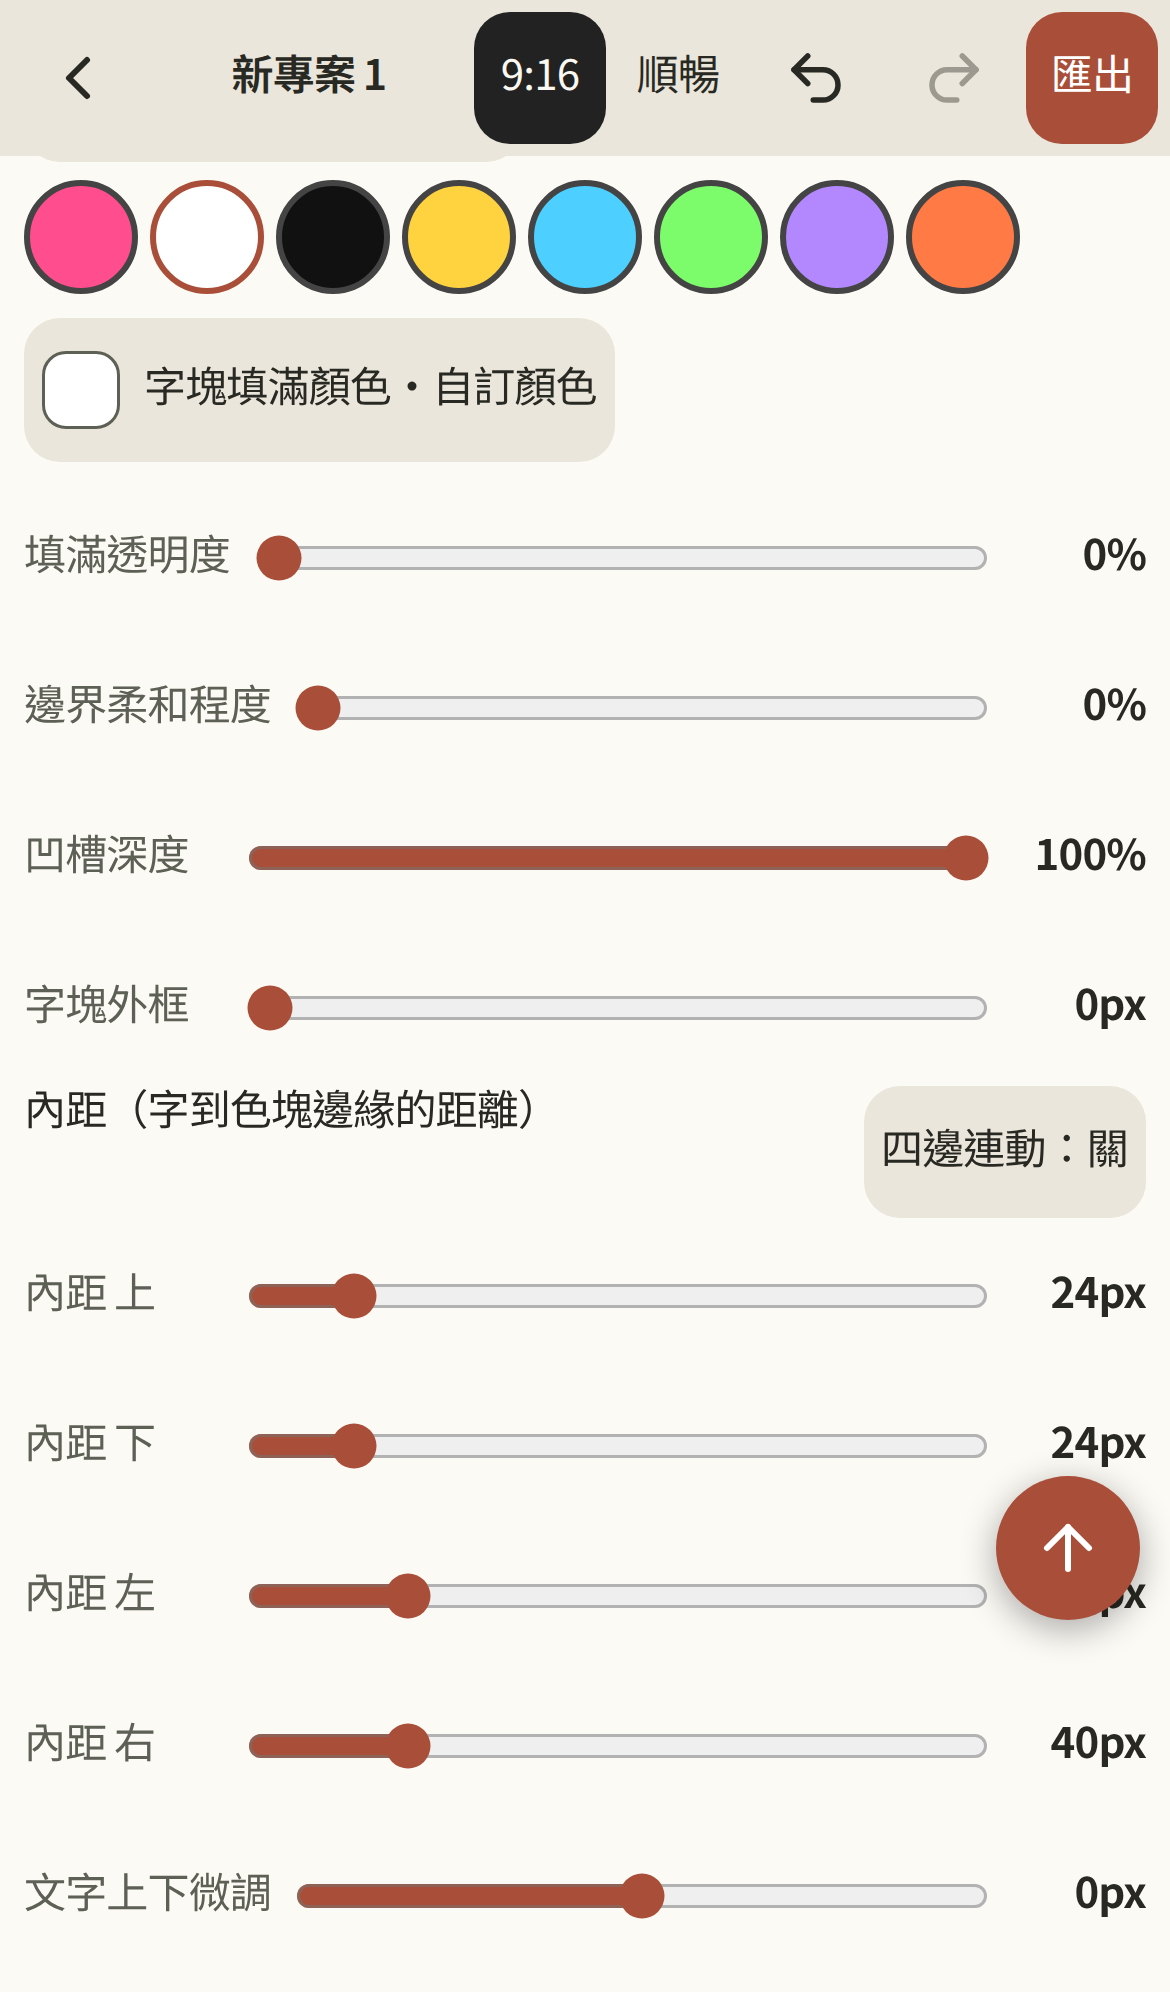 新專案 1
9:16
順暢
匯出
字塊填滿顏色・自訂顏色
填滿透明度 0%
邊界柔和程度 0%
凹槽深度 100%
字塊外框 0px
內距（字到色塊邊緣的距離）
四邊連動：關
內距 上 24px
內距 下 24px
內距 左 px
內距 右 40px
文字上下微調 0px